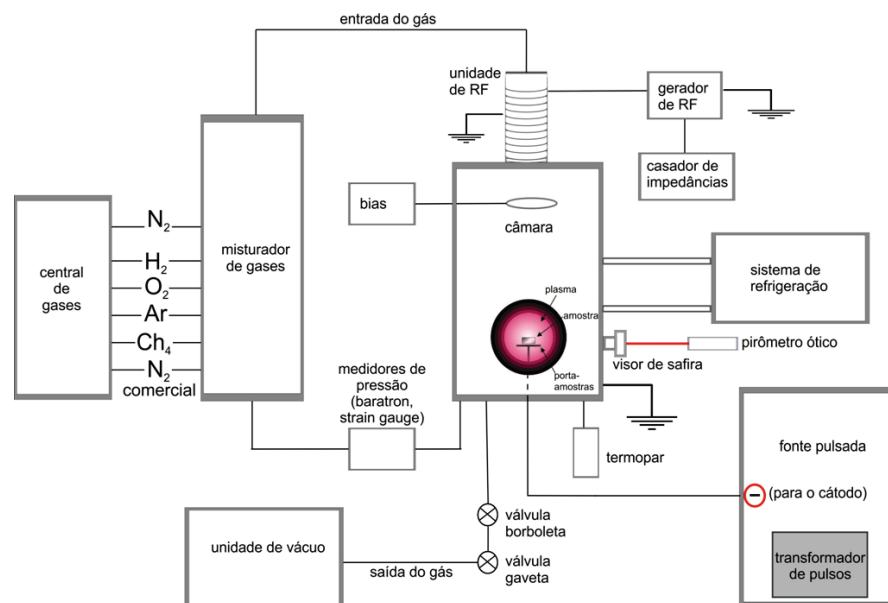 entrada do gás
unidade
de RF
gerador
de RF
casador de
impedâncias
bias
câmara
central
de
gases
N2
H2
O2
Ar
Ch4
N2
comercial
misturador
de gases
sistema de
refrigeração
plasma
amostra
porta-
amostras
visor de safira
pirômetro ótico
medidores de
pressão
(baratron,
strain gauge)
termopar
fonte pulsada
−
(para o cátodo)
transformador
de pulsos
válvula
borboleta
válvula
gaveta
unidade de vácuo
saída do gás